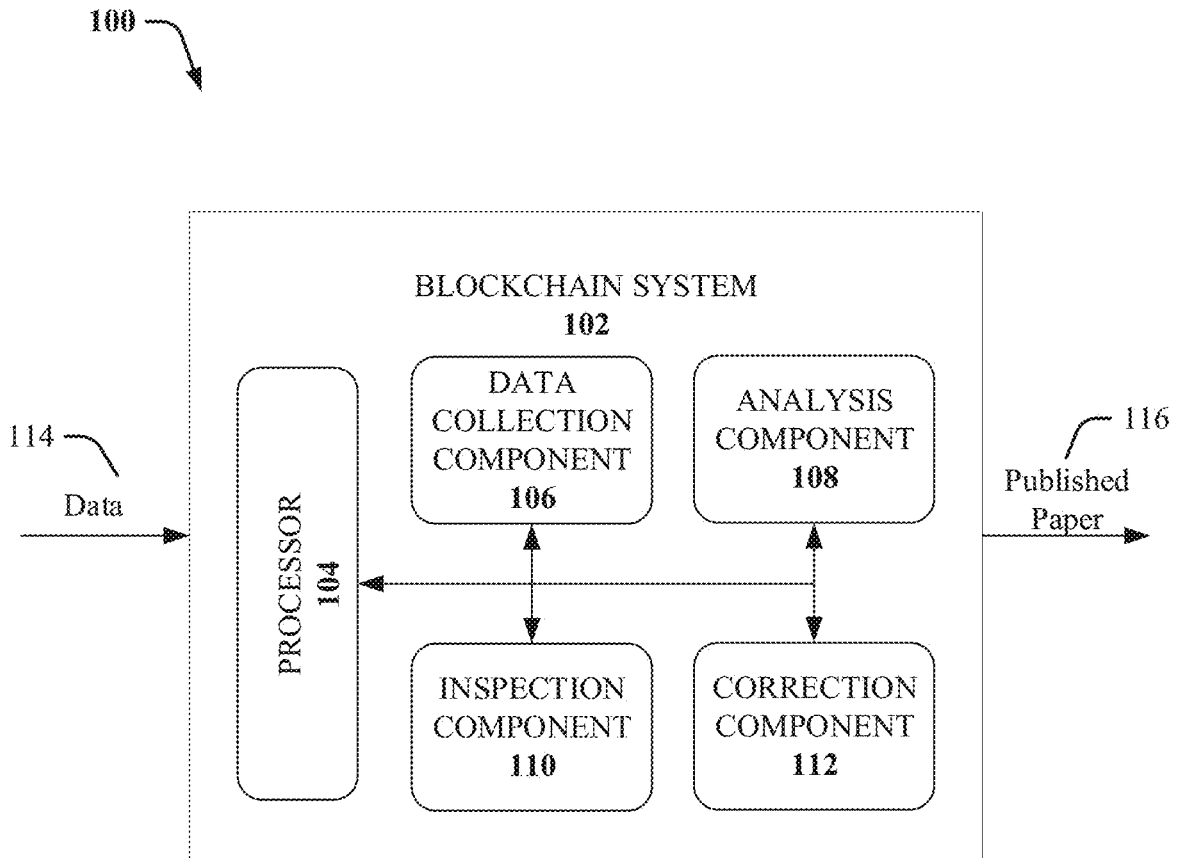 100
BLOCKCHAIN SYSTEM
102
DATA
COLLECTION
COMPONENT
106
ANALYSIS
COMPONENT
108
114
Data
PROCESSOR
104
116
Published
Paper
INSPECTION
COMPONENT
110
CORRECTION
COMPONENT
112